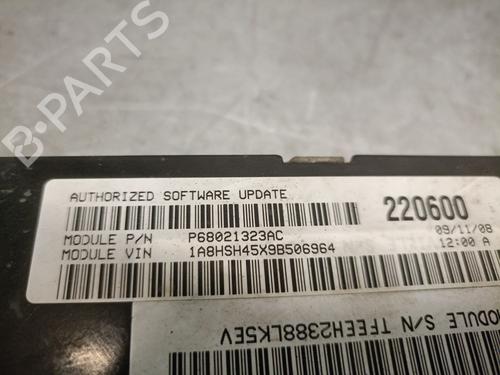 B-PARTS
AUTHORIZED SOFTWARE UPDATE
220600
MODULE P/N P68021323AC
09/11/08
MODULE VIN 1A8HSH45X9B506964
12:00 A
MODULE S/N TFEEH2388LK5EV